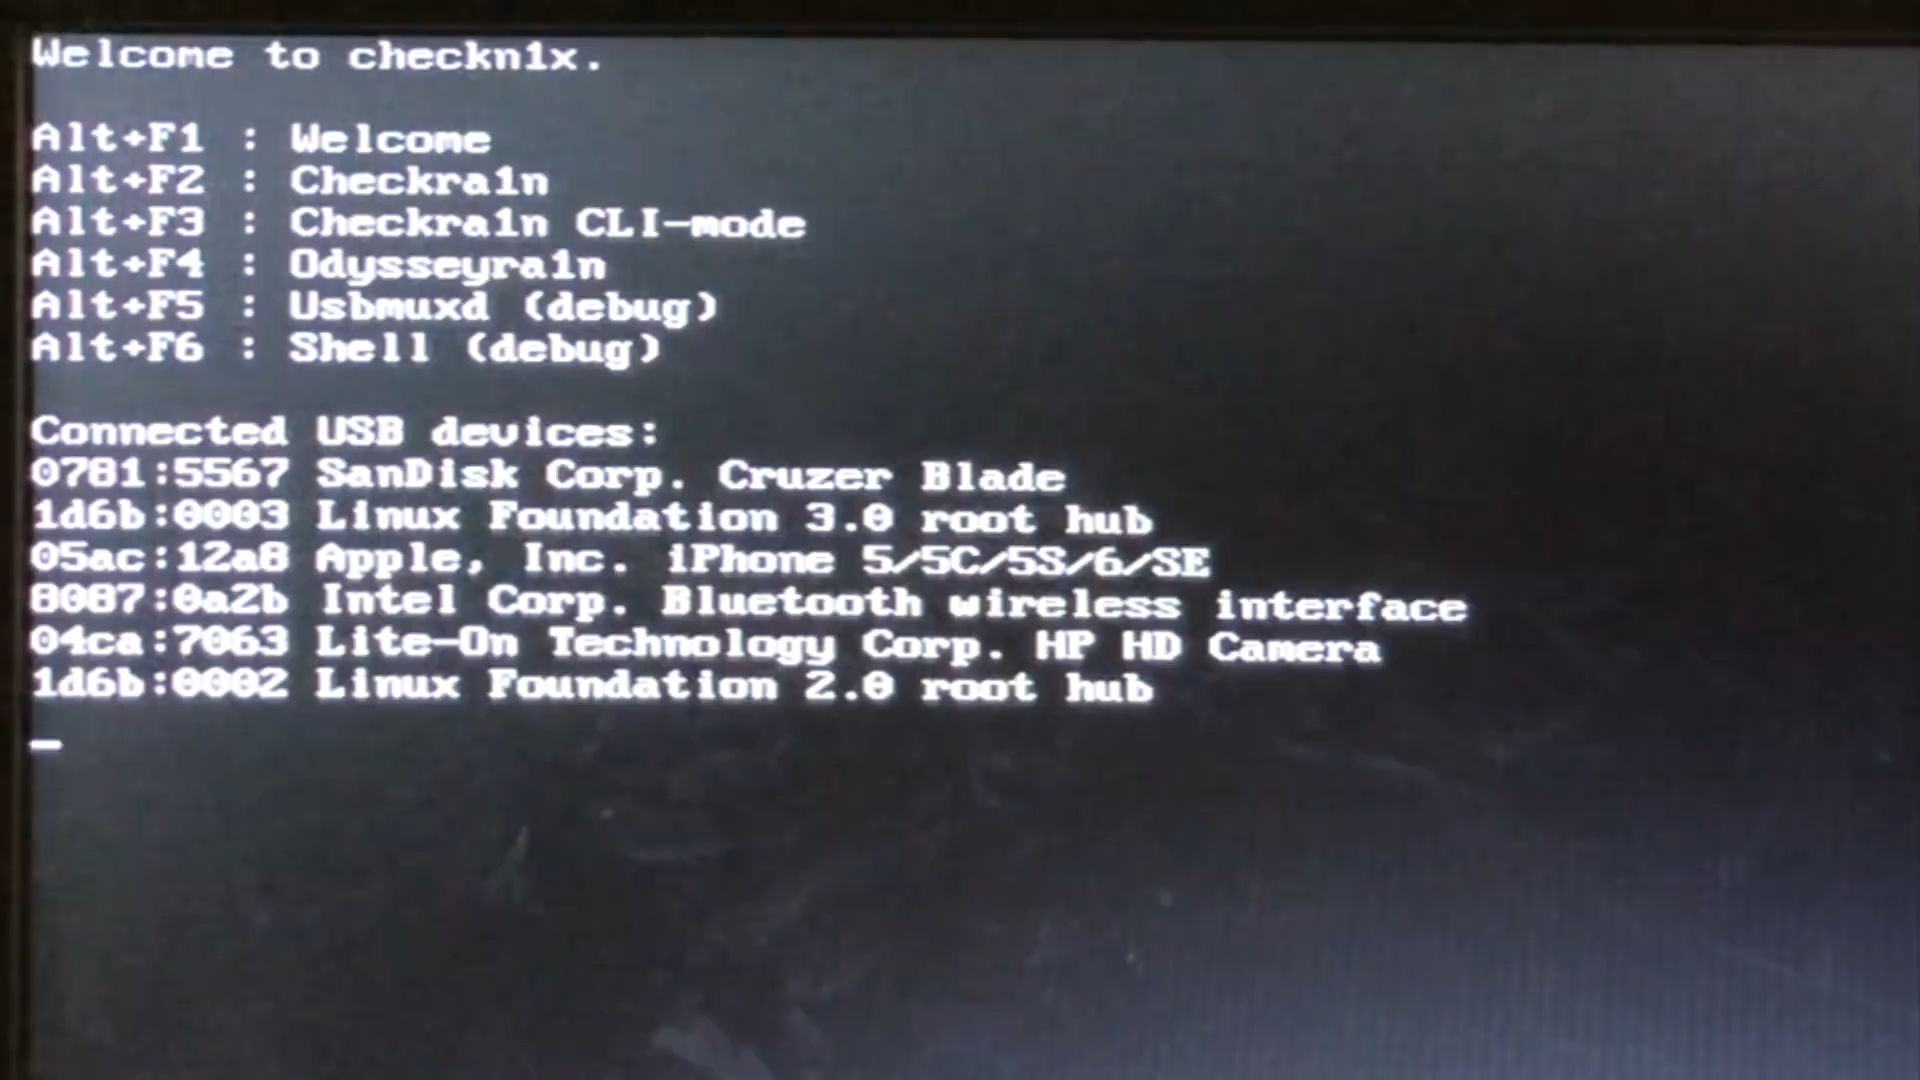 Welcome to checkn1x.
Alt+F1 : Welcome
Alt+F2 : Checkra1n
Alt+F3 : Checkra1n CLI-mode
Alt+F4 : Odysseyra1n
Alt+F5 : Usbmuxd (debug)
Alt+F6 : Shell (debug)
Connected USB devices:
0781:5567 SanDisk Corp. Cruzer Blade
1d6b:0003 Linux Foundation 3.0 root hub
05ac:12a8 Apple, Inc. iPhone 5/5C/5S/6/SE
8087:0a2b Intel Corp. Bluetooth wireless interface
04ca:7063 Lite-On Technology Corp. HP HD Camera
1d6b:0002 Linux Foundation 2.0 root hub
_